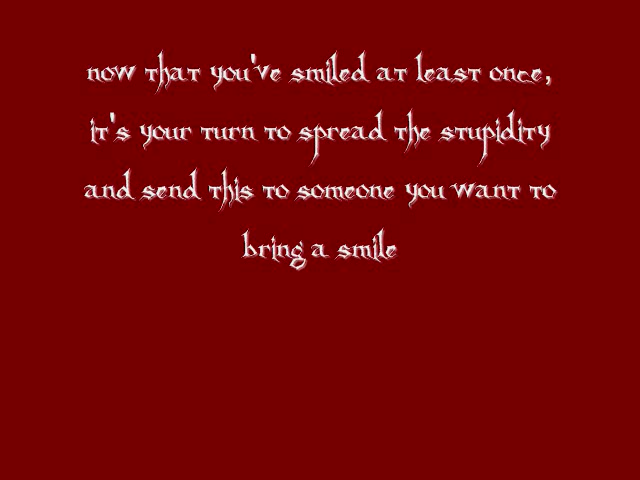 now that you've smiled at least once,
it's your turn to spread the stupidity
and send this to someone you want to
bring a smile